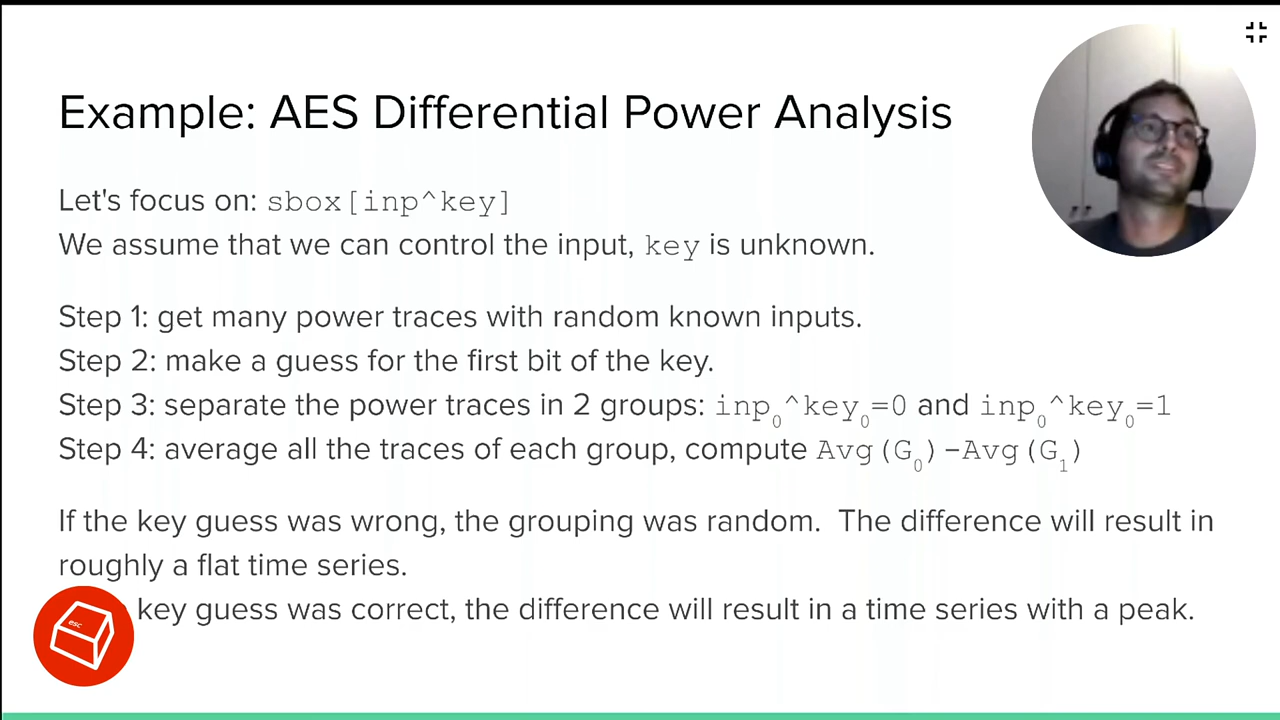 Example: AES Differential Power Analysis
Let's focus on: sbox[inp^key]
We assume that we can control the input, key is unknown.
Step 1: get many power traces with random known inputs.
Step 2: make a guess for the first bit of the key.
Step 3: separate the power traces in 2 groups: inp₀^key₀=0 and inp₀^key₀=1
Step 4: average all the traces of each group, compute Avg(G₀)-Avg(G₁)
If the key guess was wrong, the grouping was random. The difference will result in
roughly a flat time series.
key guess was correct, the difference will result in a time series with a peak.
esc